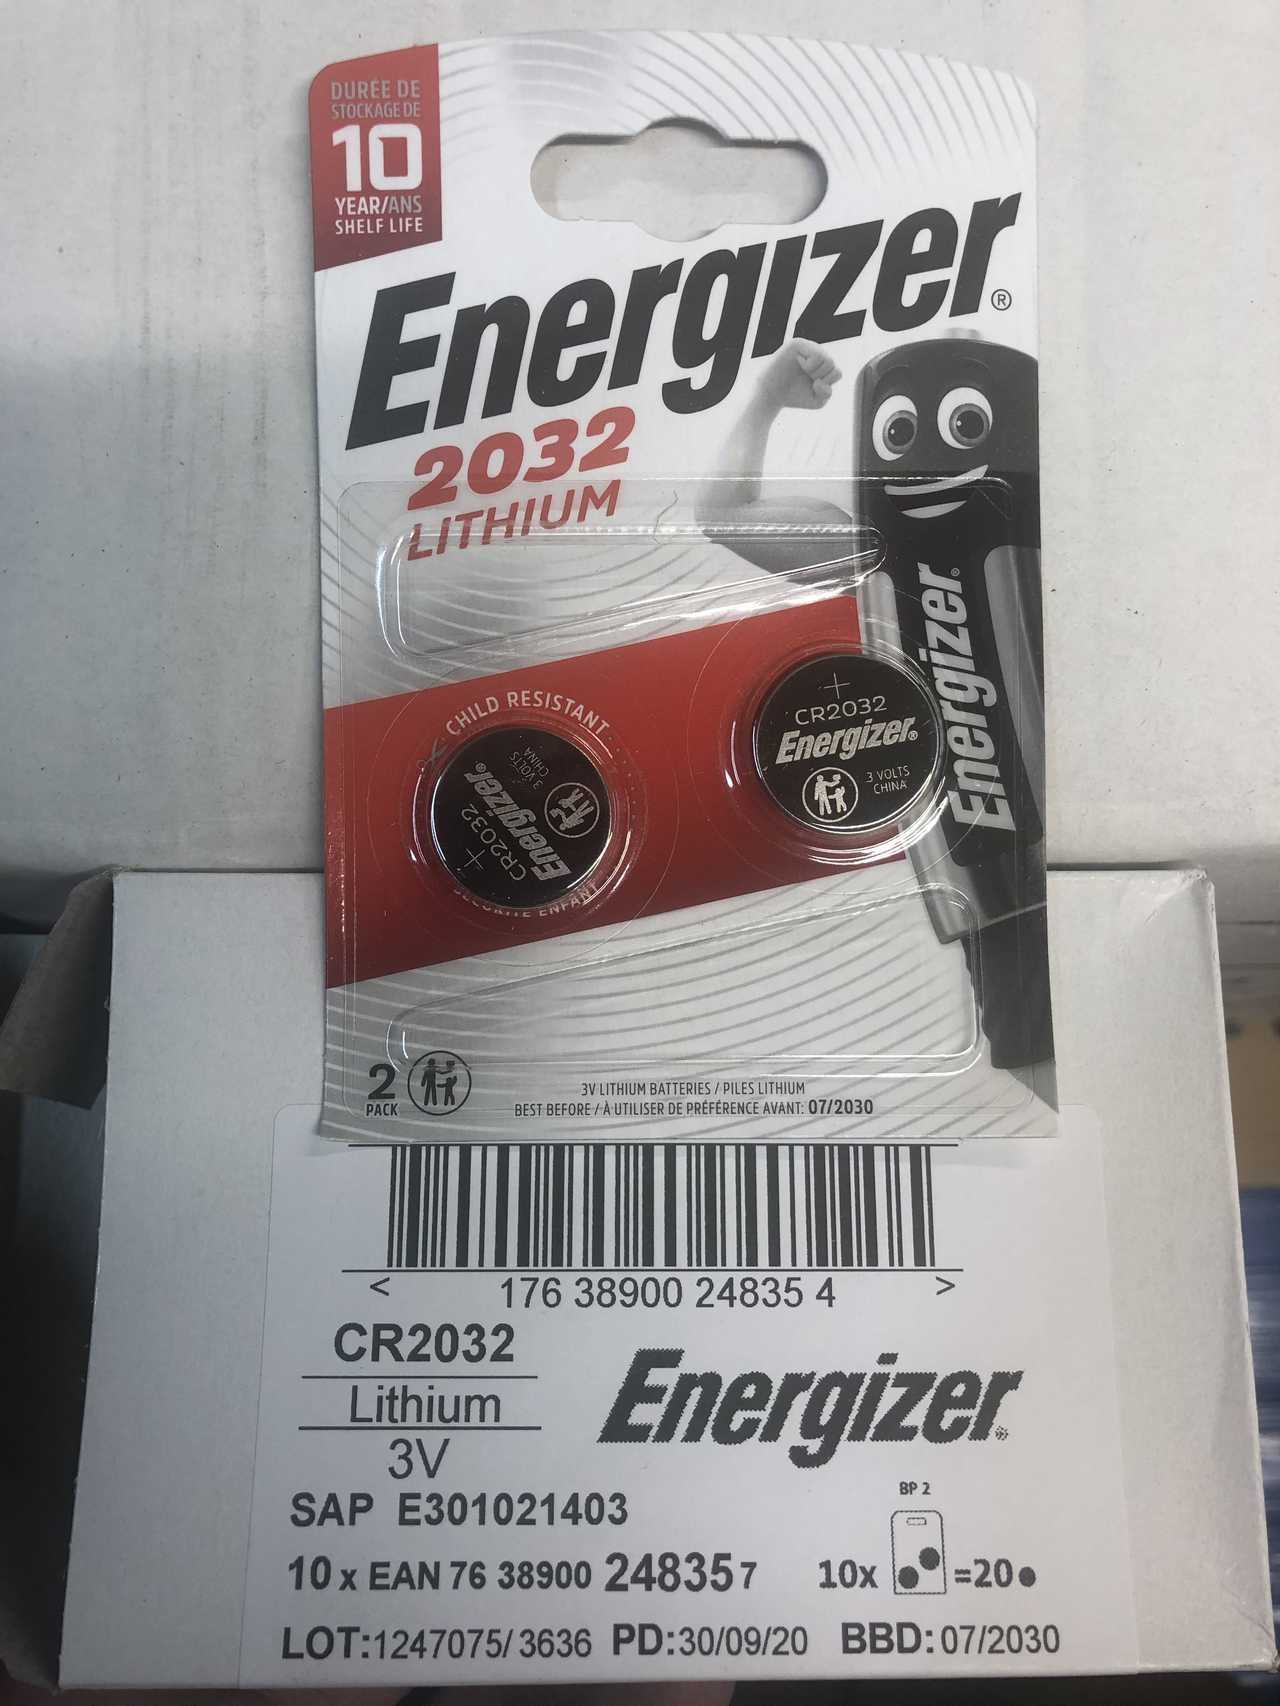 DURÉE DE
STOCKAGE DE
10
YEAR/ANS
SHELF LIFE
Energizer®
2032
LITHIUM
Energizer®
CHILD RESISTANT
CR2032
Energizer®
3 VOLTS
CHINA
+
CR2032
Energizer®
3 VOLTS
CHINA
SÉCURITÉ ENFANT
2
PACK
3V LITHIUM BATTERIES / PILES LITHIUM
BEST BEFORE / À UTILISER DE PRÉFÉRENCE AVANT: 07/2030
< 176 38900 24835 4 >
CR2032
Lithium
3V
Energizer
SAP E301021403
BP 2
10 x EAN 76 38900 24835 7
10x =20
LOT:1247075/3636 PD:30/09/20 BBD:07/2030